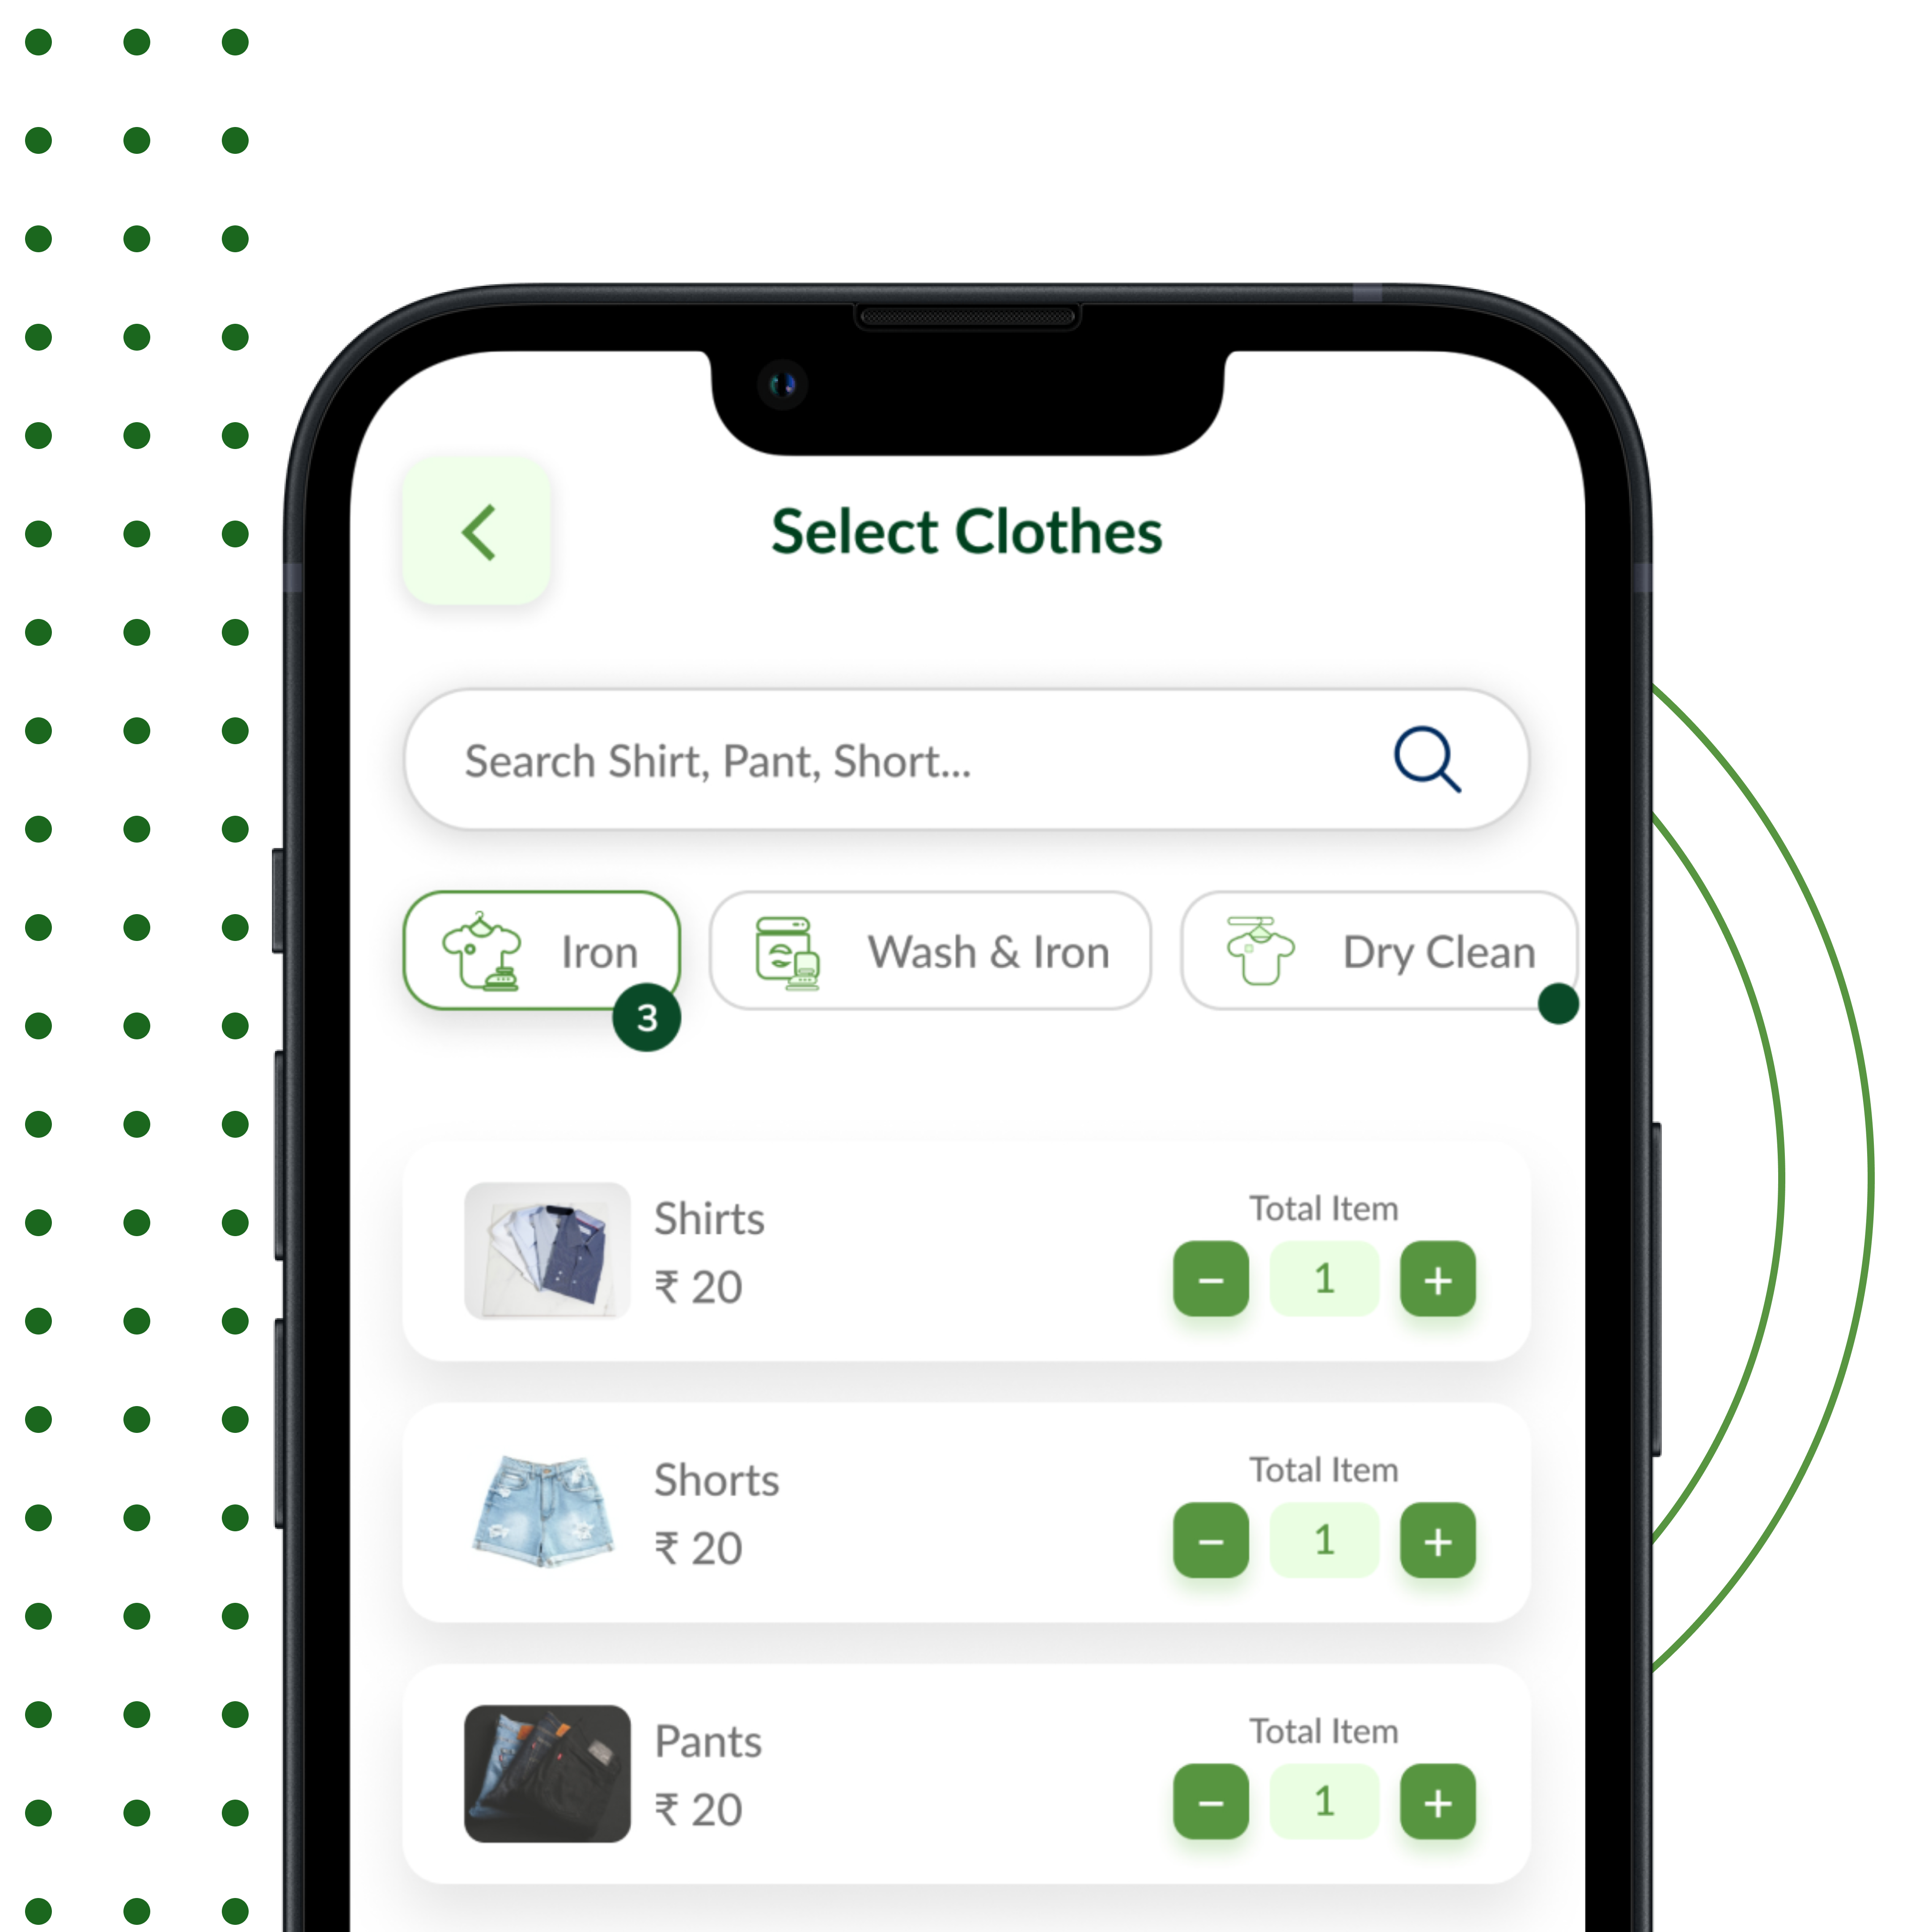 Select Clothes
Search Shirt, Pant, Short...
Iron
Wash & Iron
Dry Clean
3
Shirts
₹ 20
Total Item
− 1 +
Shorts
₹ 20
Total Item
− 1 +
Pants
₹ 20
Total Item
− 1 +